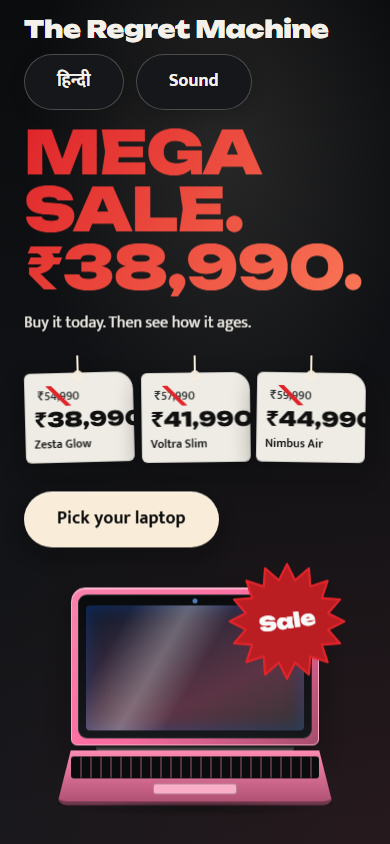 The Regret Machine
हिन्दी
Sound
MEGA
SALE.
₹38,990.
Buy it today. Then see how it ages.
₹54,990
₹38,990
Zesta Glow
₹57,990
₹41,990
Voltra Slim
₹59,990
₹44,990
Nimbus Air
Pick your laptop
Sale